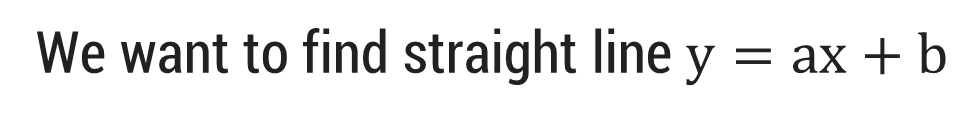 We want to find straight line y = ax + b